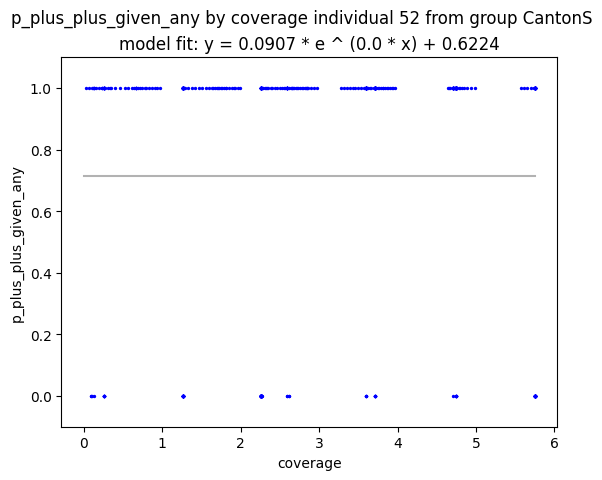 p_plus_plus_given_any by coverage individual 52 from group CantonS
model fit: y = 0.0907 * e ^ (0.0 * x) + 0.6224
1.0
0.8
0.6
0.4
0.2
0.0
p_plus_plus_given_any
0 1 2 3 4 5 6
coverage